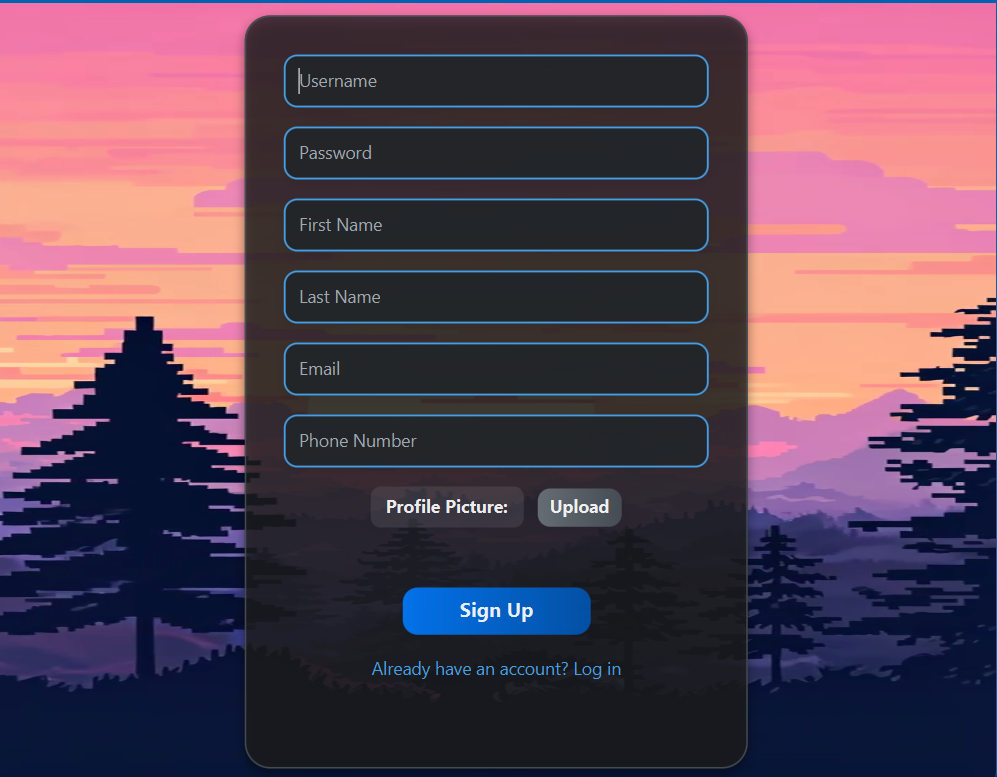 Username
Password
First Name
Last Name
Email
Phone Number
Profile Picture: Upload
Sign Up
Already have an account? Log in